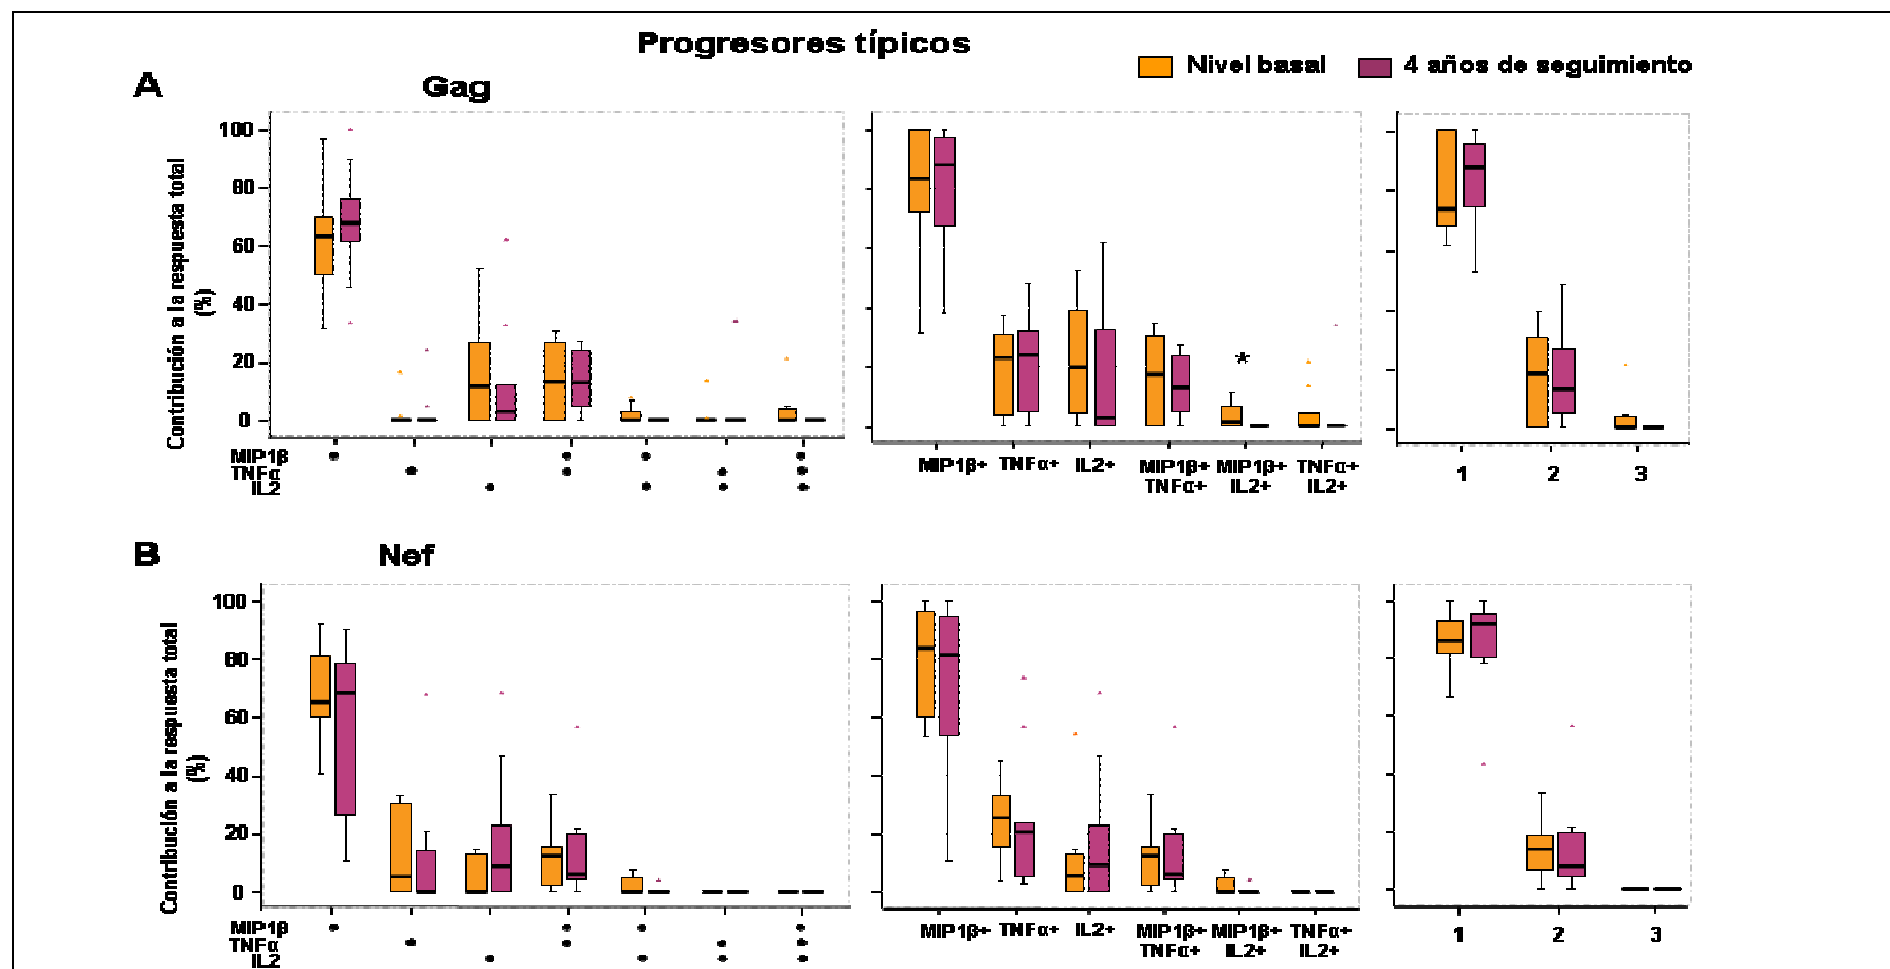 Progresores típicos
Nivel basal
4 años de seguimiento
A
Gag
Contribución a la respuesta total
(%)
100
80
60
40
20
0
MIP1β
TNFα
IL2
MIP1β+
TNFα+
IL2+
MIP1β+
TNFα+
MIP1β+
IL2+
TNFα+
IL2+
*
1
2
3
B
Nef
Contribución a la respuesta total
(%)
100
80
60
40
20
0
MIP1β
TNFα
IL2
MIP1β+
TNFα+
IL2+
MIP1β+
TNFα+
MIP1β+
IL2+
TNFα+
IL2+
1
2
3